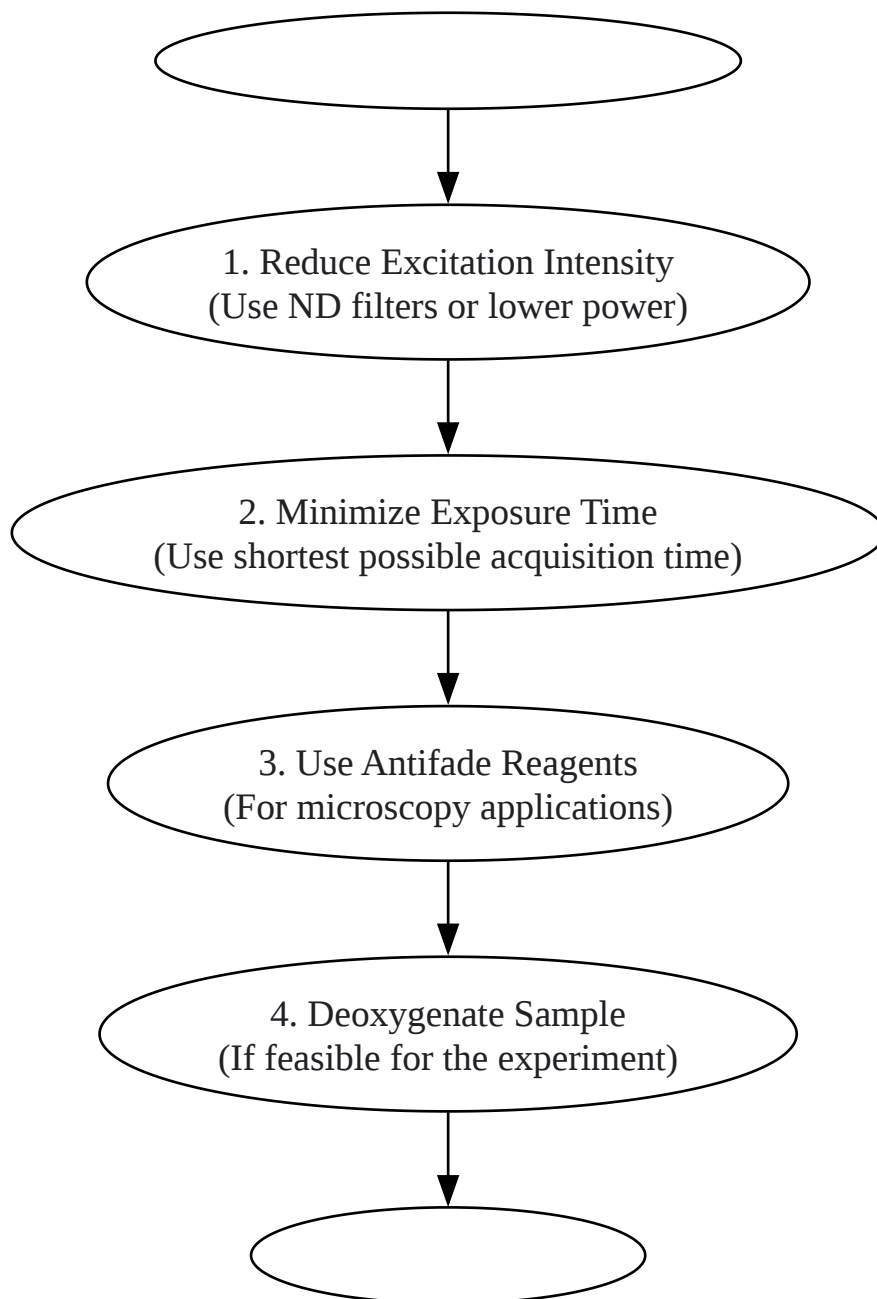 1. Reduce Excitation Intensity
(Use ND filters or lower power)
2. Minimize Exposure Time
(Use shortest possible acquisition time)
3. Use Antifade Reagents
(For microscopy applications)
4. Deoxygenate Sample
(If feasible for the experiment)